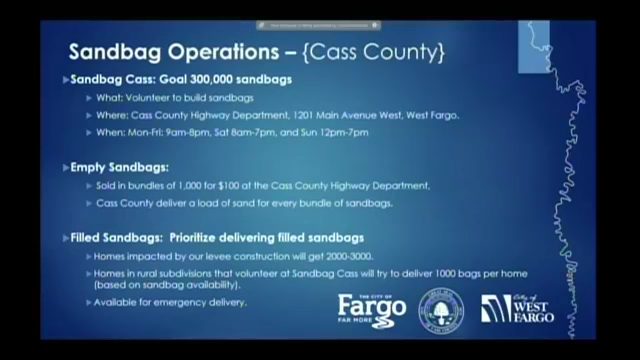 Sandbag Operations – {Cass County}
Sandbag Cass: Goal 300,000 sandbags
What: Volunteer to build sandbags
Where: Cass County Highway Department, 1201 Main Avenue West, West Fargo.
When: Mon-Fri: 9am-8pm, Sat 8am-7pm, and Sun 12pm-7pm
Empty Sandbags:
Sold in bundles of 1,000 for $100 at the Cass County Highway Department.
Cass County deliver a load of sand for every bundle of sandbags.
Filled Sandbags: Prioritize delivering filled sandbags
Homes impacted by our levee construction will get 2000-3000.
Homes in rural subdivisions that volunteer at Sandbag Cass will try to deliver 1000 bags per home
(based on sandbag availability).
Available for emergency delivery.
THE CITY OF
Fargo
FAR MORE
City of
WEST
FARGO